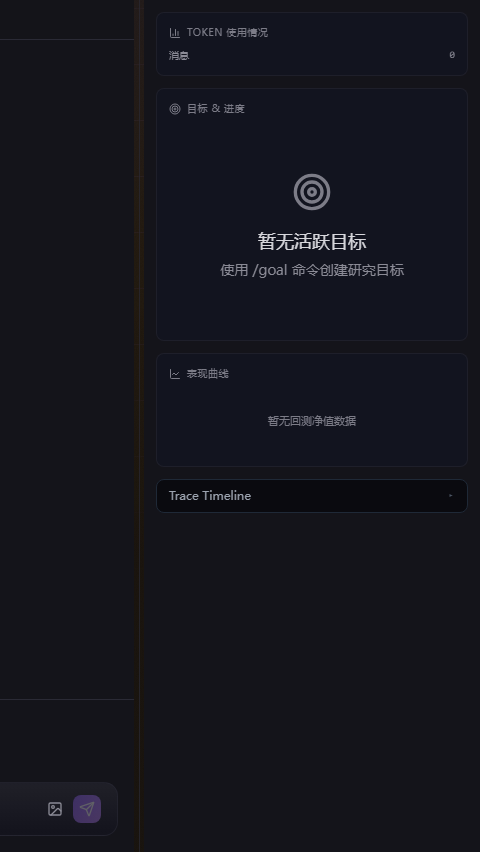 TOKEN 使用情况
消息 0
目标 & 进度
暂无活跃目标
使用 /goal 命令创建研究目标
表现曲线
暂无回测净值数据
Trace Timeline